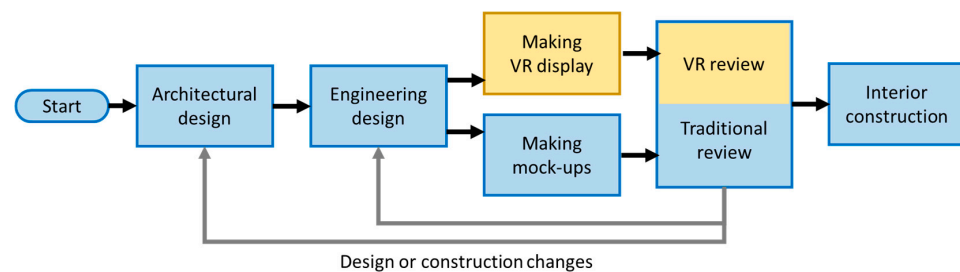 Start
Architectural
design
Engineering
design
Making
VR display
Making
mock-ups
VR review
Traditional
review
Interior
construction
Design or construction changes